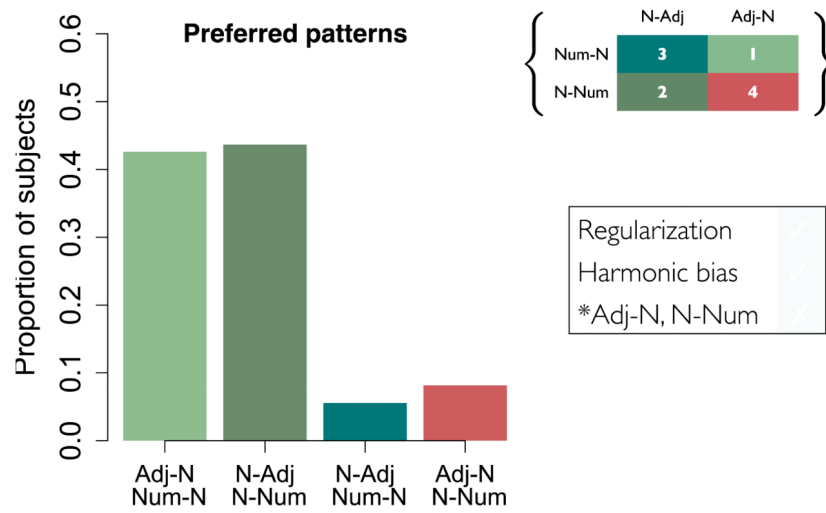 Preferred patterns
Proportion of subjects
0.6
0.5
0.4
0.3
0.2
0.1
0.0
Adj-N
Num-N
N-Adj
N-Num
N-Adj
Num-N
Adj-N
N-Num
N-Adj Adj-N
Num-N 3 1
N-Num 2 4
Regularization ✓
Harmonic bias ✓
*Adj-N, N-Num ✗